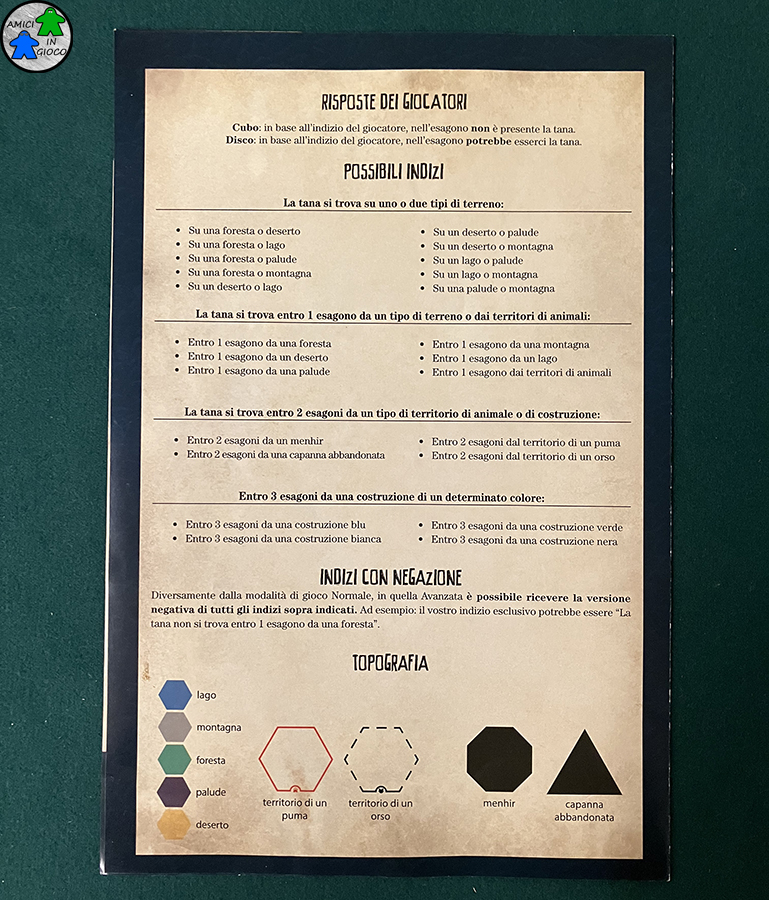 AMICI
IN
GIOCO
RISPOSTE DEI GIOCATORI
Cubo: in base all'indizio del giocatore, nell'esagono non è presente la tana.
Disco: in base all'indizio del giocatore, nell'esagono potrebbe esserci la tana.
POSSIBILI INDIZI
La tana si trova su uno o due tipi di terreno:
• Su una foresta o deserto
• Su una foresta o lago
• Su una foresta o palude
• Su una foresta o montagna
• Su un deserto o lago
• Su un deserto o palude
• Su un deserto o montagna
• Su un lago o palude
• Su un lago o montagna
• Su una palude o montagna
La tana si trova entro 1 esagono da un tipo di terreno o dai territori di animali:
• Entro 1 esagono da una foresta
• Entro 1 esagono da un deserto
• Entro 1 esagono da una palude
• Entro 1 esagono da una montagna
• Entro 1 esagono da un lago
• Entro 1 esagono dai territori di animali
La tana si trova entro 2 esagoni da un tipo di territorio di animale o di costruzione:
• Entro 2 esagoni da un menhir
• Entro 2 esagoni da una capanna abbandonata
• Entro 2 esagoni dal territorio di un puma
• Entro 2 esagoni dal territorio di un orso
Entro 3 esagoni da una costruzione di un determinato colore:
• Entro 3 esagoni da una costruzione blu
• Entro 3 esagoni da una costruzione bianca
• Entro 3 esagoni da una costruzione verde
• Entro 3 esagoni da una costruzione nera
INDIZI CON NEGAZIONE
Diversamente dalla modalità di gioco Normale, in quella Avanzata è possibile ricevere la versione
negativa di tutti gli indizi sopra indicati. Ad esempio: il vostro indizio esclusivo potrebbe essere “La
tana non si trova entro 1 esagono da una foresta”.
TOPOGRAFIA
lago
montagna
foresta
palude
deserto
territorio di un
puma
territorio di un
orso
menhir
capanna
abbandonata